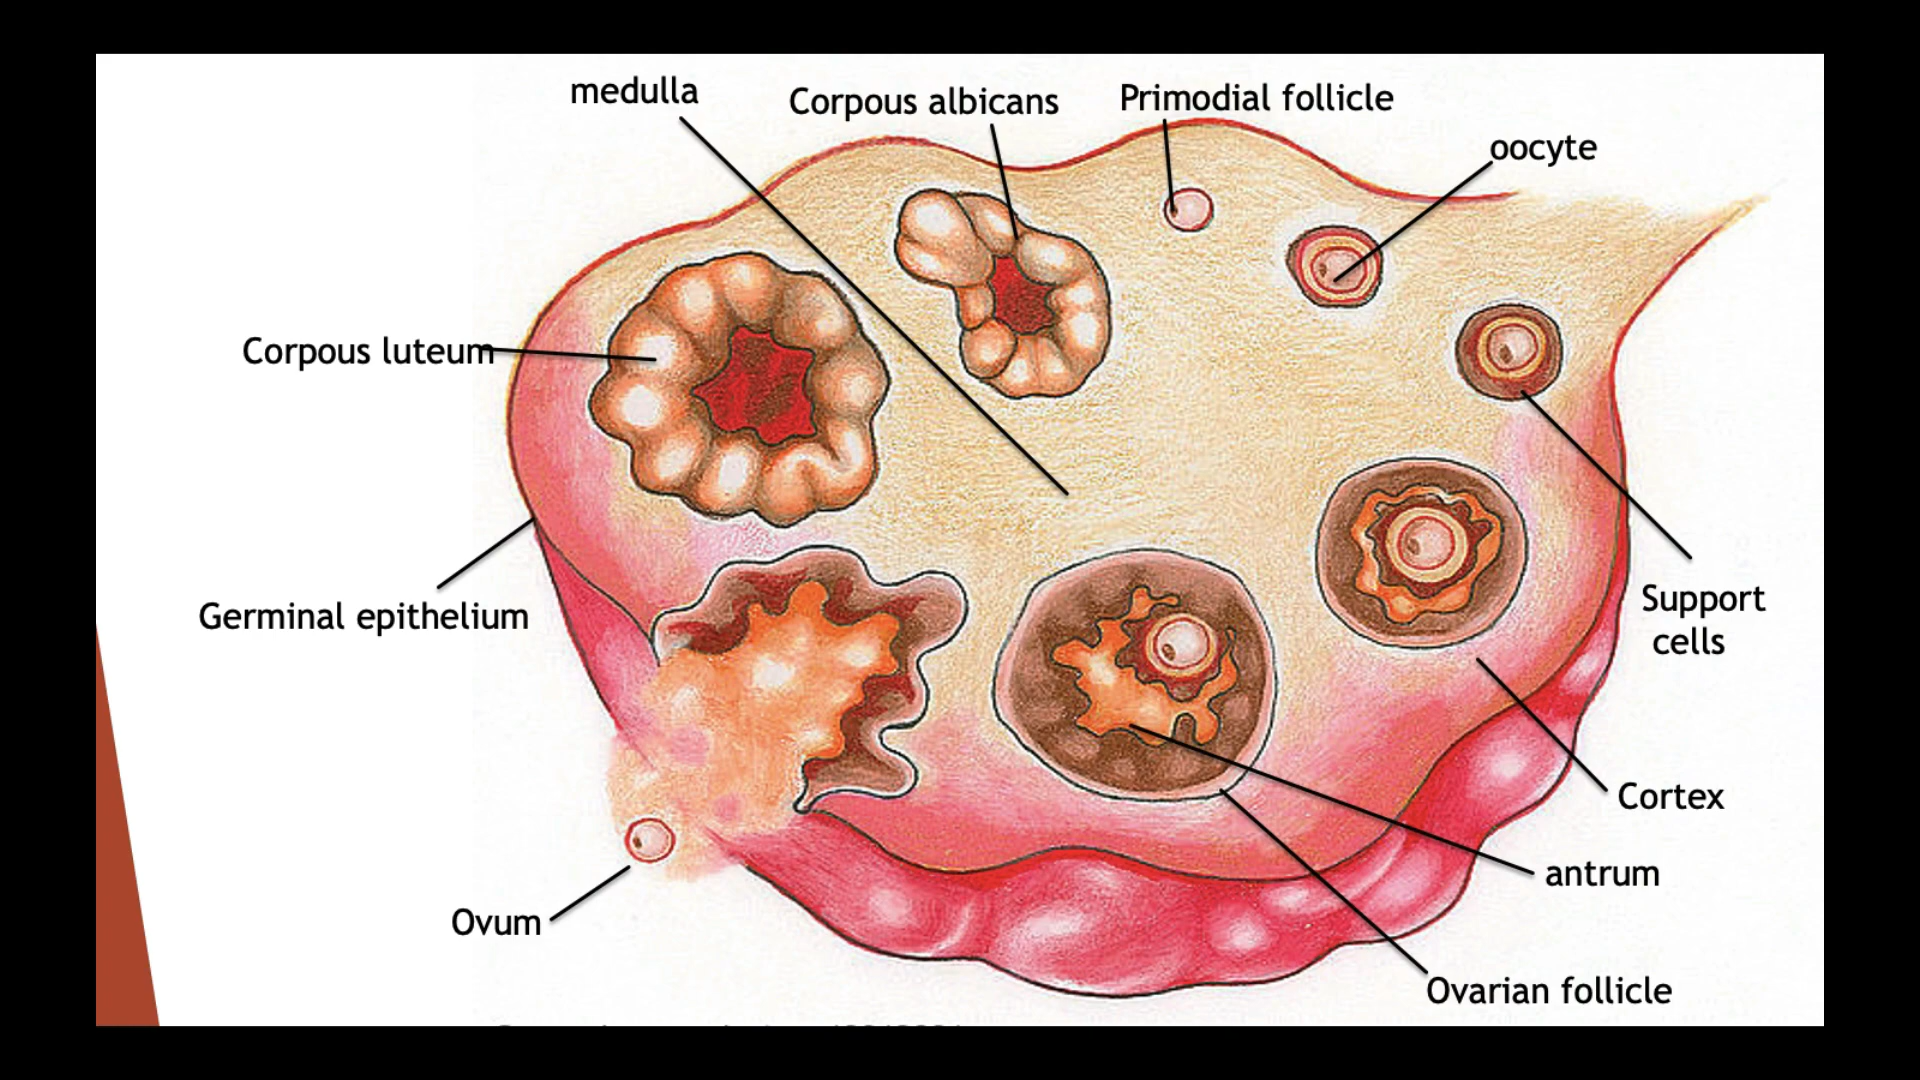 medulla
Corpous albicans
Primodial follicle
oocyte
Corpous luteum
Germinal epithelium
Support
cells
Cortex
antrum
Ovum
Ovarian follicle